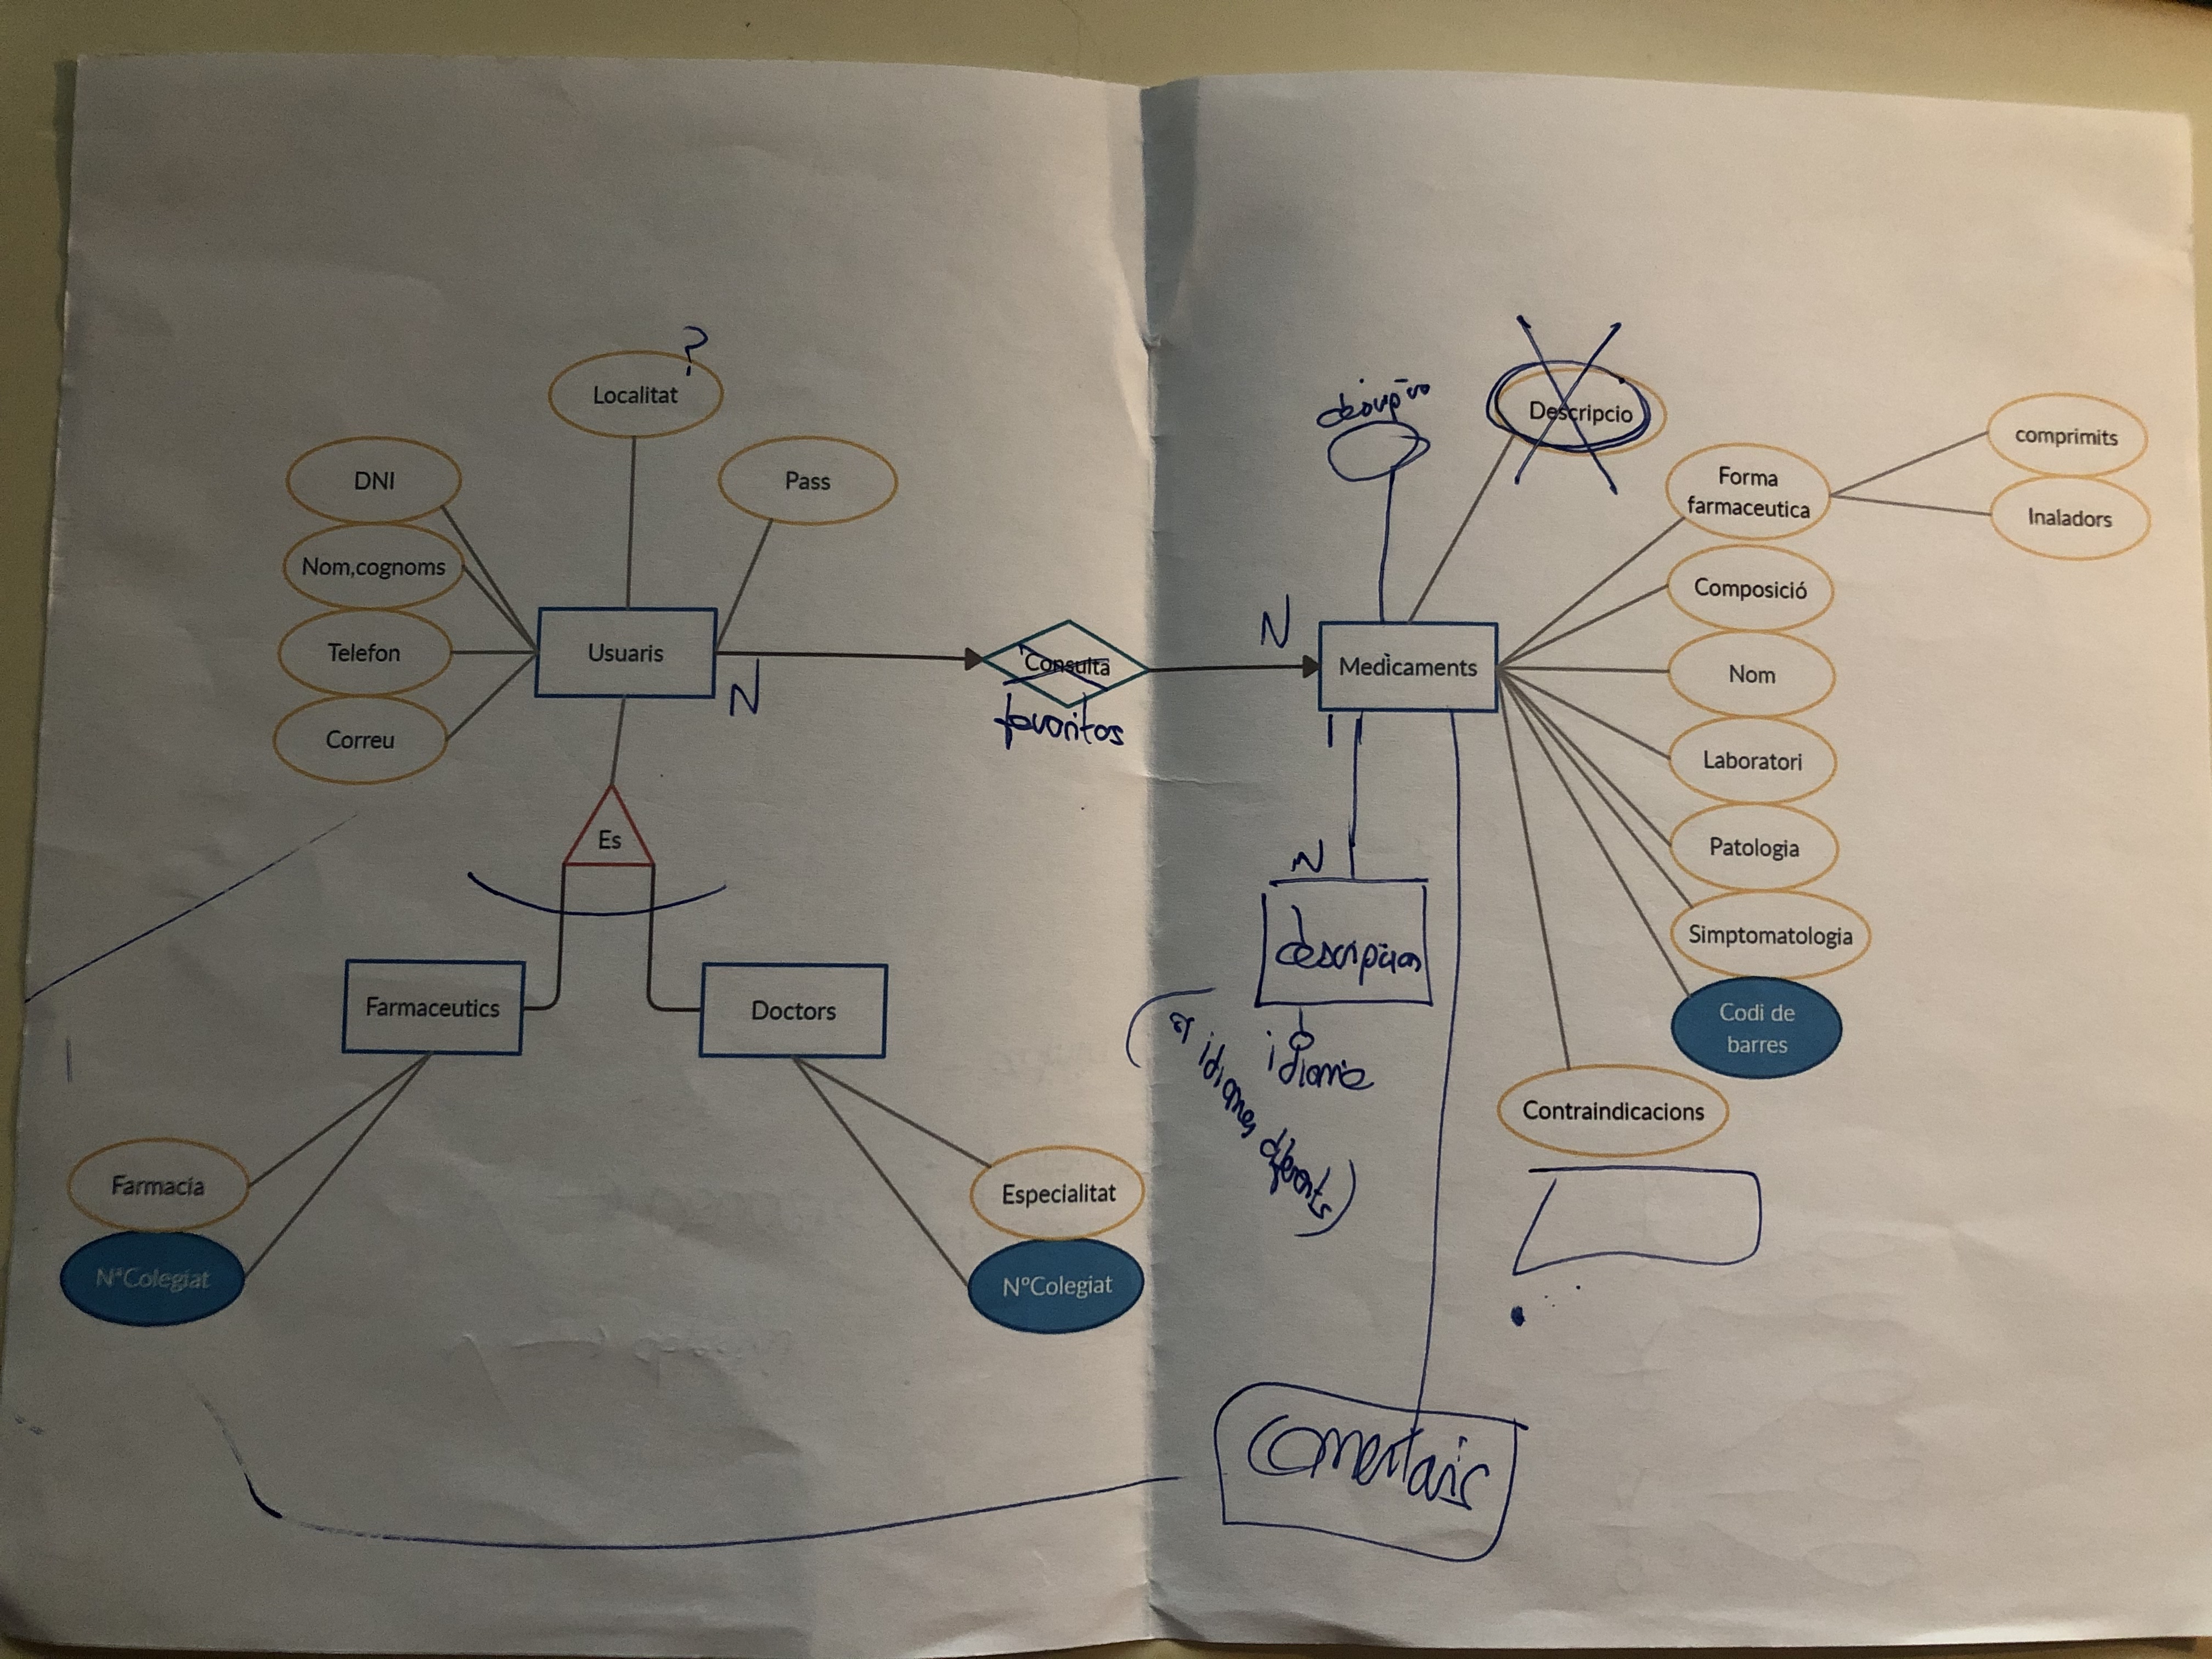 ?
Localitat
DNI
Pass
Nom,cognoms
Telefon
Usuaris
N
Correu
Consulta
favoritos
Es
Farmaceutics
Doctors
Farmacia
NºColegiat
Especialitat
NºColegiat
Descripcio
comprimits
Forma
farmaceutica
Inaladors
Composició
N
Medicaments
Nom
1
Laboratori
N
Patologia
Simptomatologia
descripcion
Codi de
barres
idioma
idiomes diferents)
Contraindicacions
Comentaris